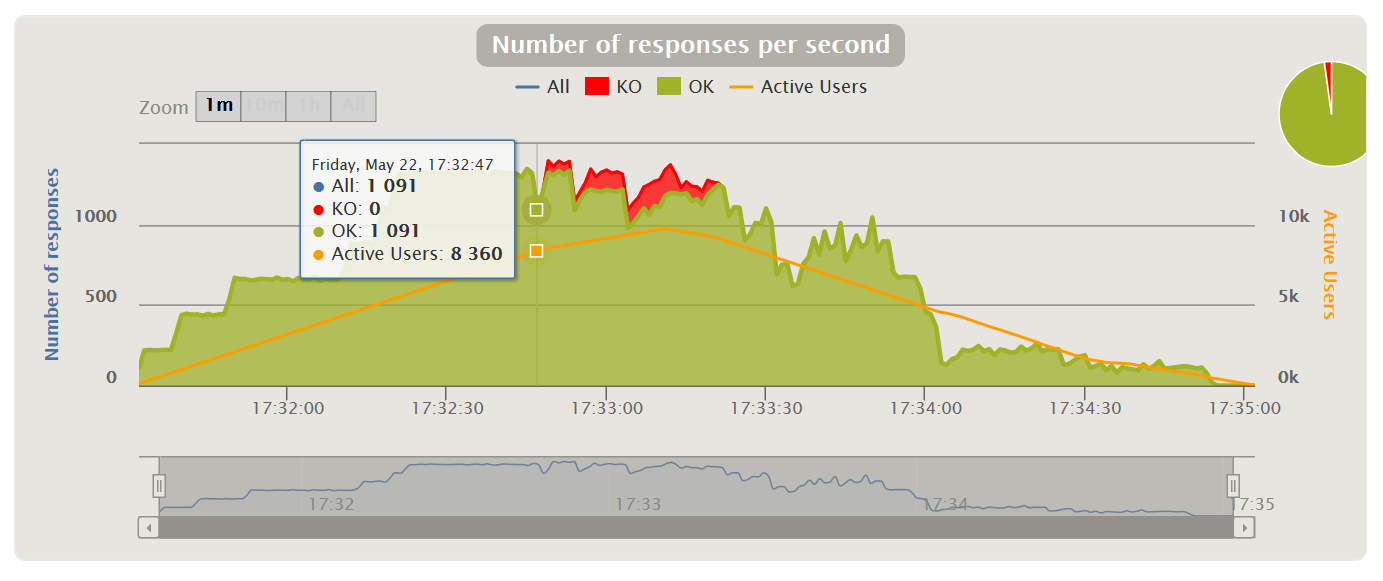 Number of responses per second
All KO OK Active Users
Zoom 1m 10m 1h All
Friday, May 22, 17:32:47
All: 1 091
KO: 0
OK: 1 091
Active Users: 8 360
Number of responses
1000
500
0
10k
5k
0k
Active Users
17:32:00 17:32:30 17:33:00 17:33:30 17:34:00 17:34:30 17:35:00
17:32 17:33 17:34 17:35